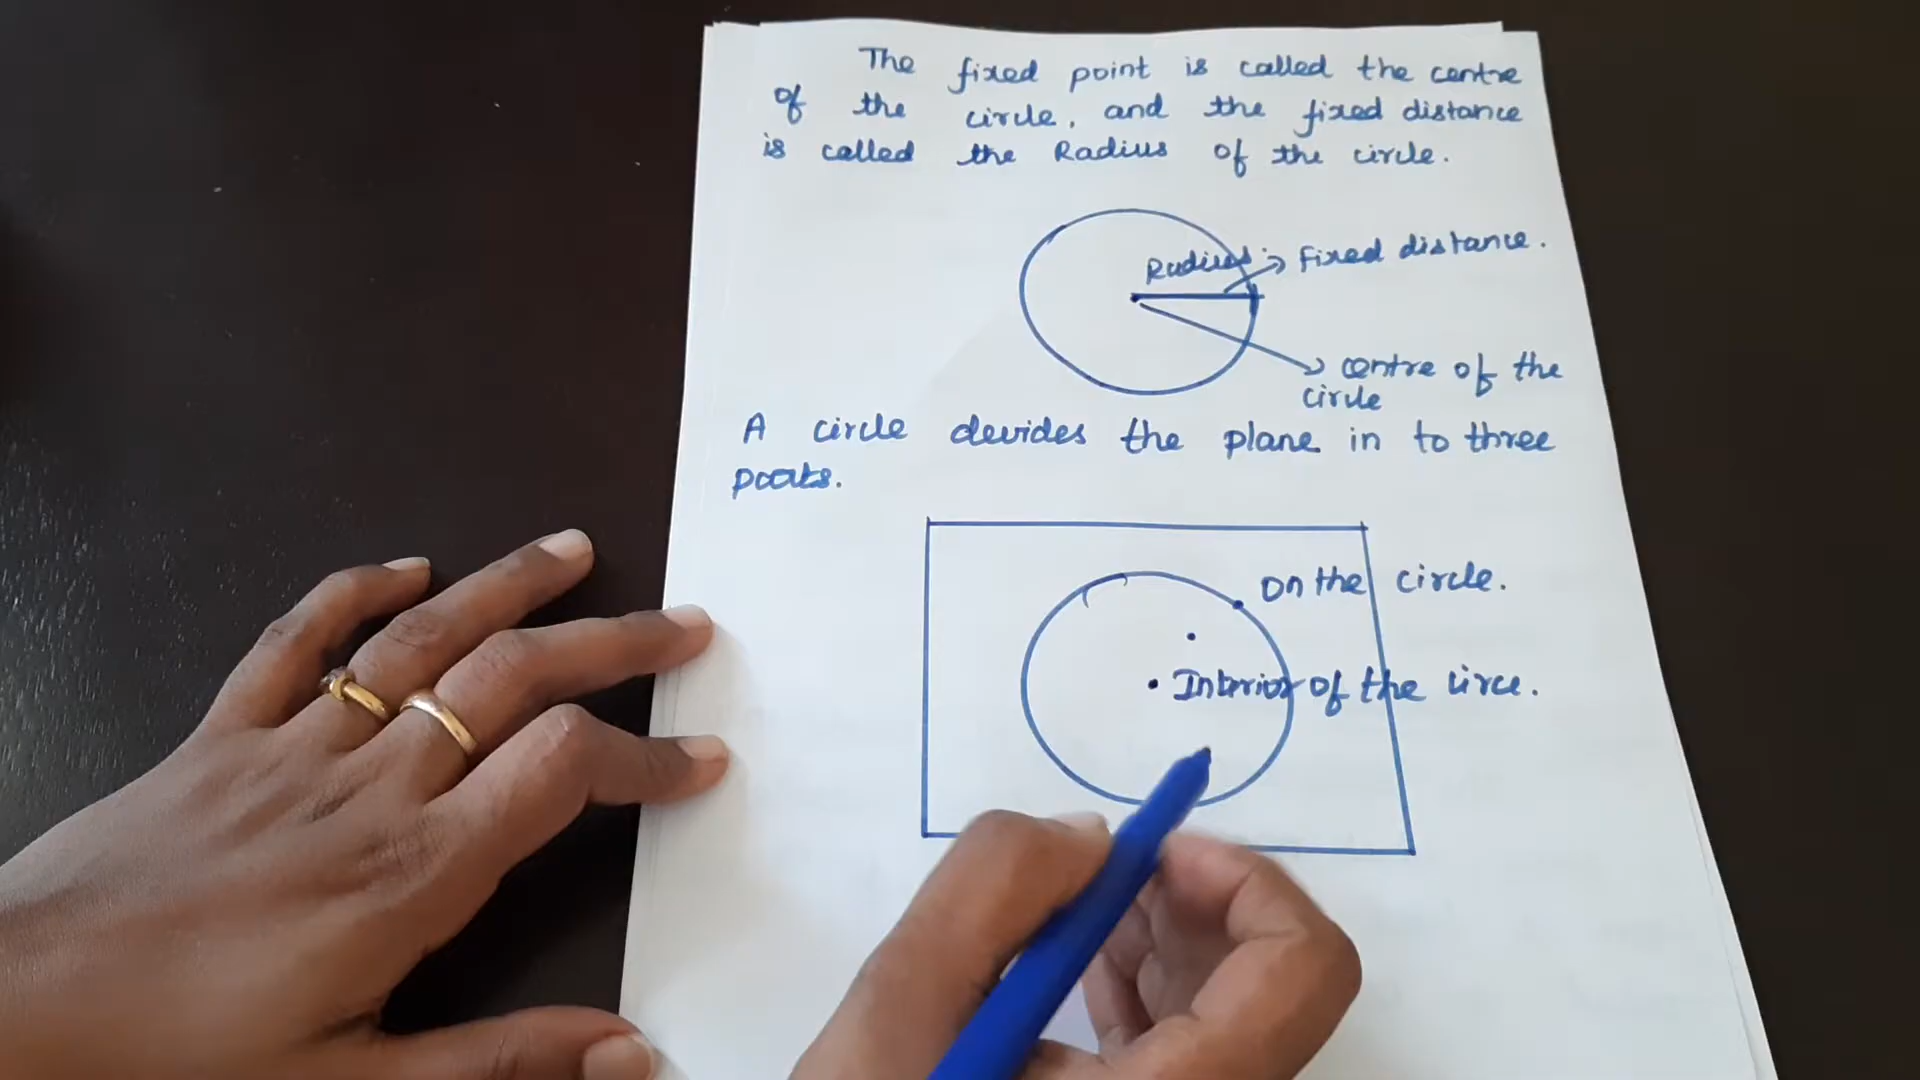 The fixed point is called the centre
of the circle, and the fixed distance
is called the Radius of the circle.
Radius
fixed distance.
centre of the
circle
A circle devides the plane in to three
parts.
on the circle.
Interior of the circe.